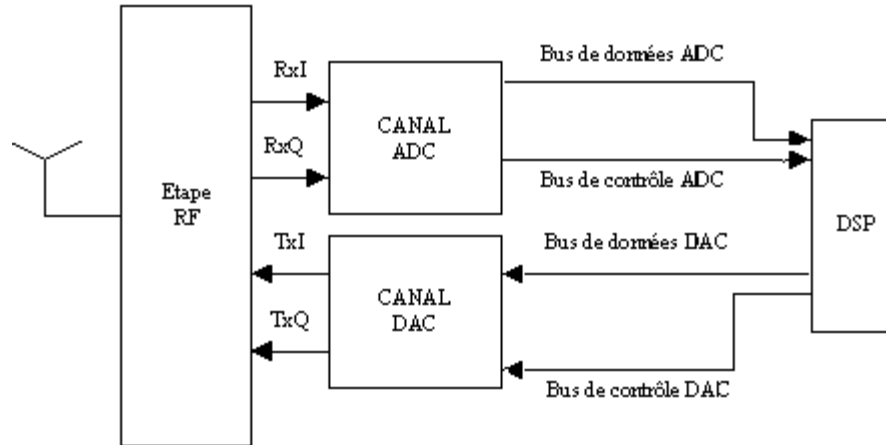 Bus de données ADC
RxI
CANAL
ADC
RxQ
Bus de contrôle ADC
Etape
RF
DSP
TxI
Bus de données DAC
CANAL
DAC
TxQ
Bus de contrôle DAC